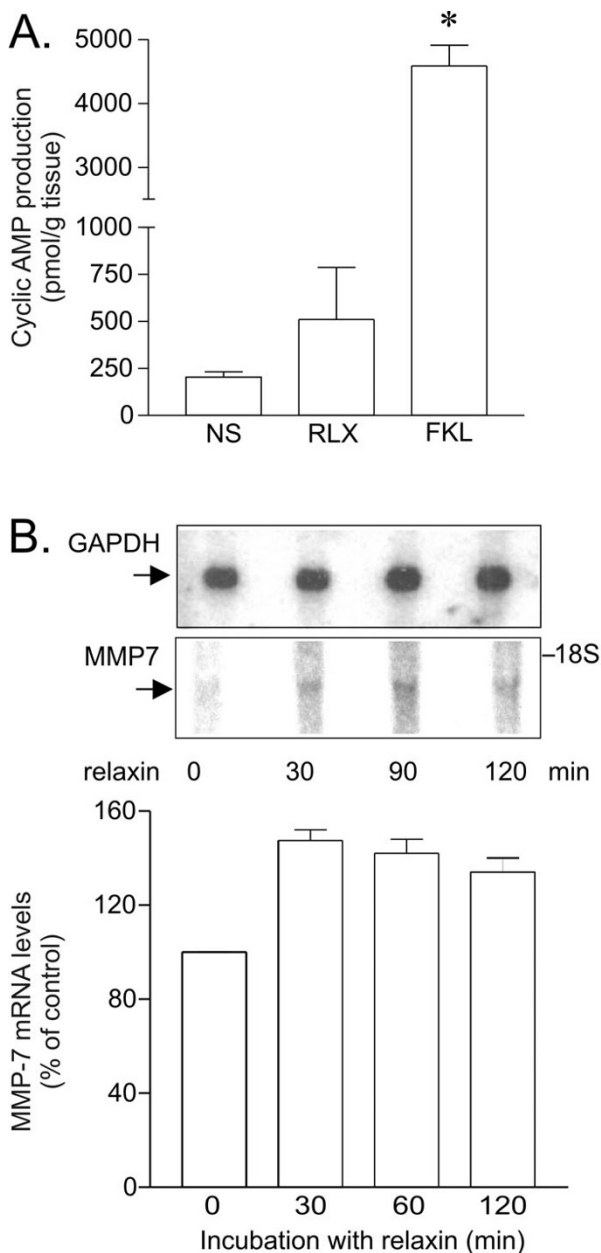 A.
Cyclic AMP production
(pmol/g tissue)
5000
4000
3000
1000
750
500
250
0
*
NS RLX FKL
B.
GAPDH
MMP7
–18S
relaxin 0 30 90 120 min
MMP-7 mRNA levels
(% of control)
160
120
80
40
0
0 30 60 120
Incubation with relaxin (min)